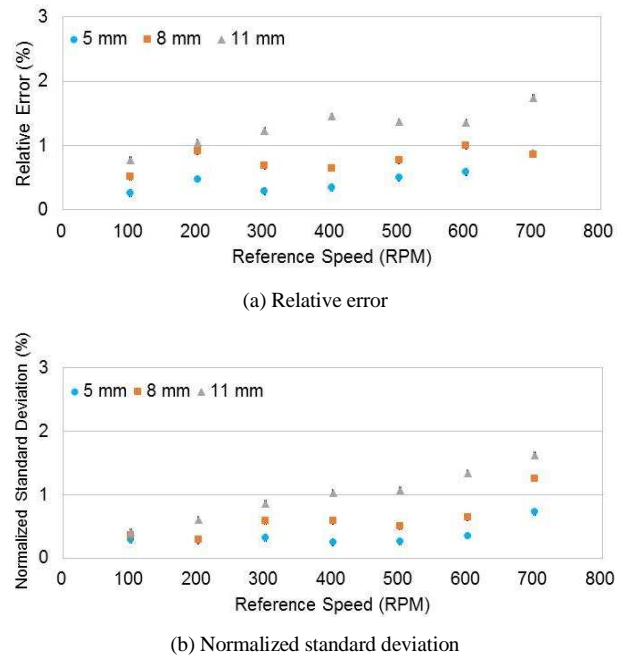 3
5 mm 8 mm 11 mm
2
1
0
Relative Error (%)
0 100 200 300 400 500 600 700 800
Reference Speed (RPM)
(a) Relative error
3
5 mm 8 mm 11 mm
2
1
0
Normalized Standard Deviation (%)
0 100 200 300 400 500 600 700 800
Reference Speed (RPM)
(b) Normalized standard deviation